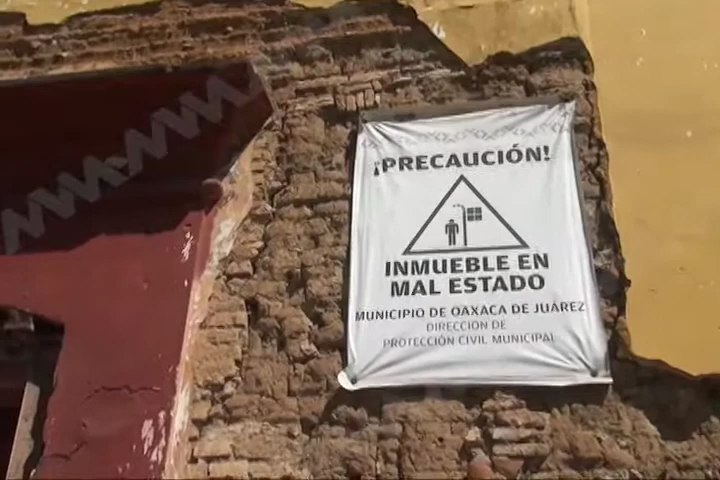 ¡PRECAUCIÓN!
INMUEBLE EN
MAL ESTADO
MUNICIPIO DE OAXACA DE JUÁREZ
DIRECCIÓN DE
PROTECCIÓN CIVIL MUNICIPAL